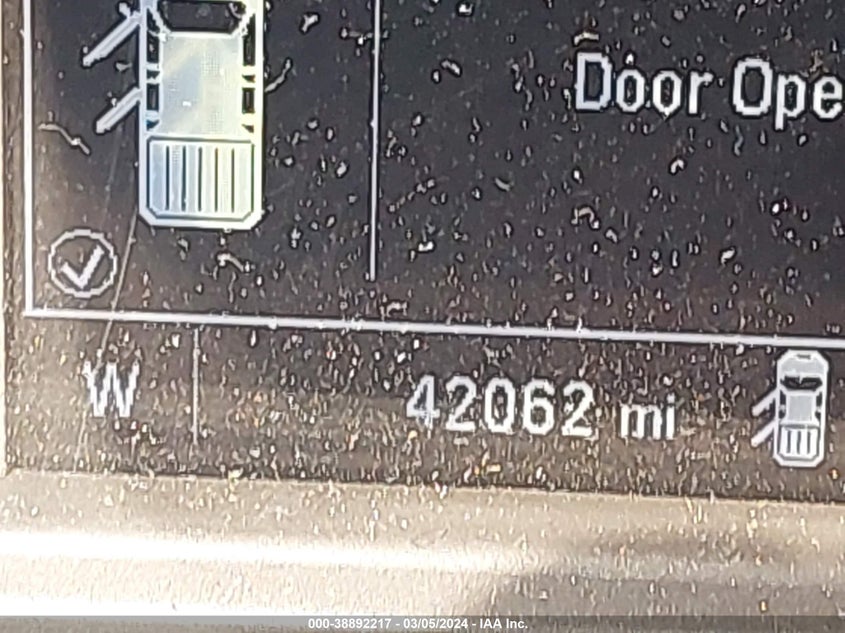 Door Ope
W
42062 mi
000-38892217 - 03/05/2024 - IAA Inc.